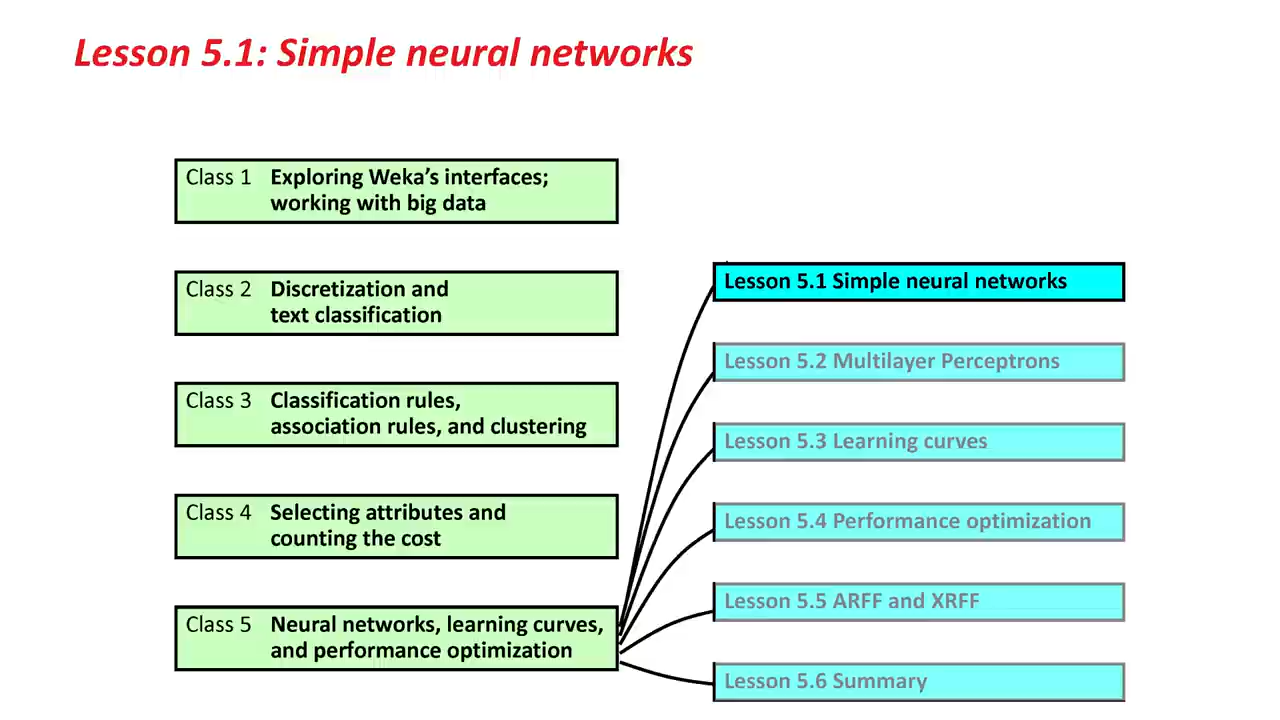 Lesson 5.1: Simple neural networks
Class 1 Exploring Weka’s interfaces;
working with big data
Class 2 Discretization and
text classification
Class 3 Classification rules,
association rules, and clustering
Class 4 Selecting attributes and
counting the cost
Class 5 Neural networks, learning curves,
and performance optimization
Lesson 5.1 Simple neural networks
Lesson 5.2 Multilayer Perceptrons
Lesson 5.3 Learning curves
Lesson 5.4 Performance optimization
Lesson 5.5 ARFF and XRFF
Lesson 5.6 Summary